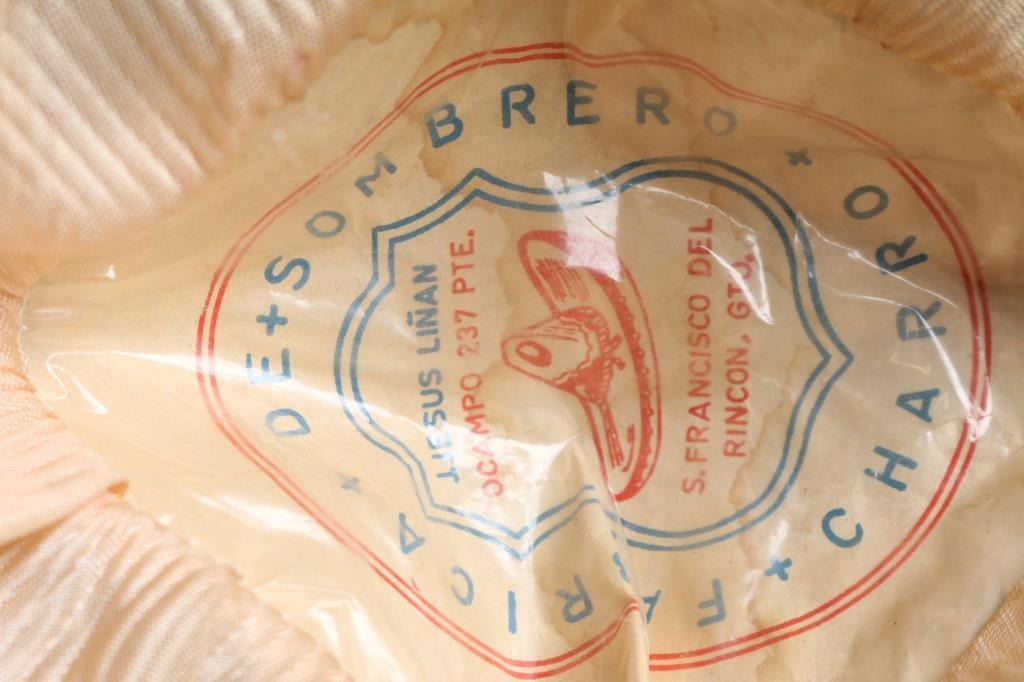 FABRICA × DE + SOMBRERO × CHARRO ×
J.JESUS LIÑAN
OCAMPO 237 PTE.
S. FRANCISCO DEL
RINCON, GTO.